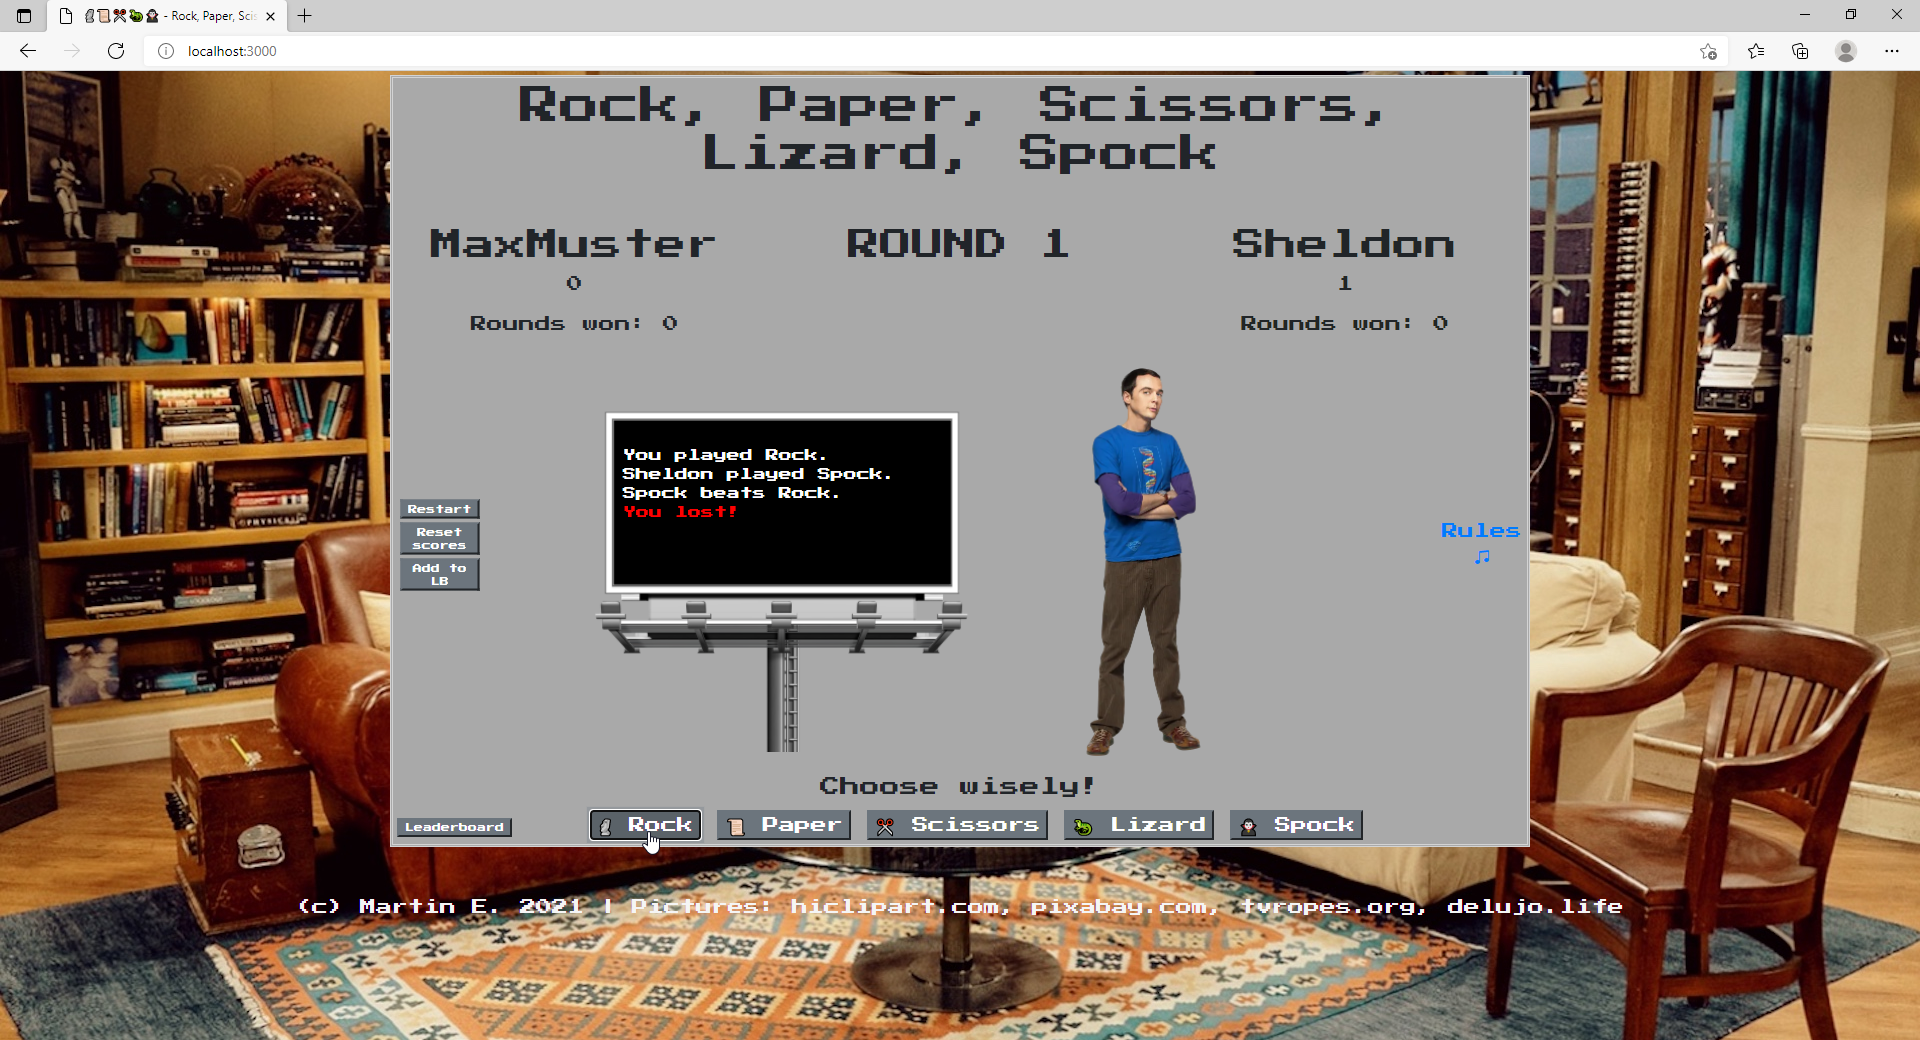 - Rock, Paper, Scis
localhost:3000
Rock, Paper, Scissors,
Lizard, Spock
MaxMuster
ROUND 1
Sheldon
0
1
Rounds won: 0
Rounds won: 0
You played Rock.
Sheldon played Spock.
Spock beats Rock.
You lost!
Restart
Reset
scores
Add to
LB
Rules
Choose wisely!
Leaderboard
Rock
Paper
Scissors
Lizard
Spock
(c) Martin E. 2021 | Pictures: hiclipart.com, pixabay.com, tvropes.org, delujo.life